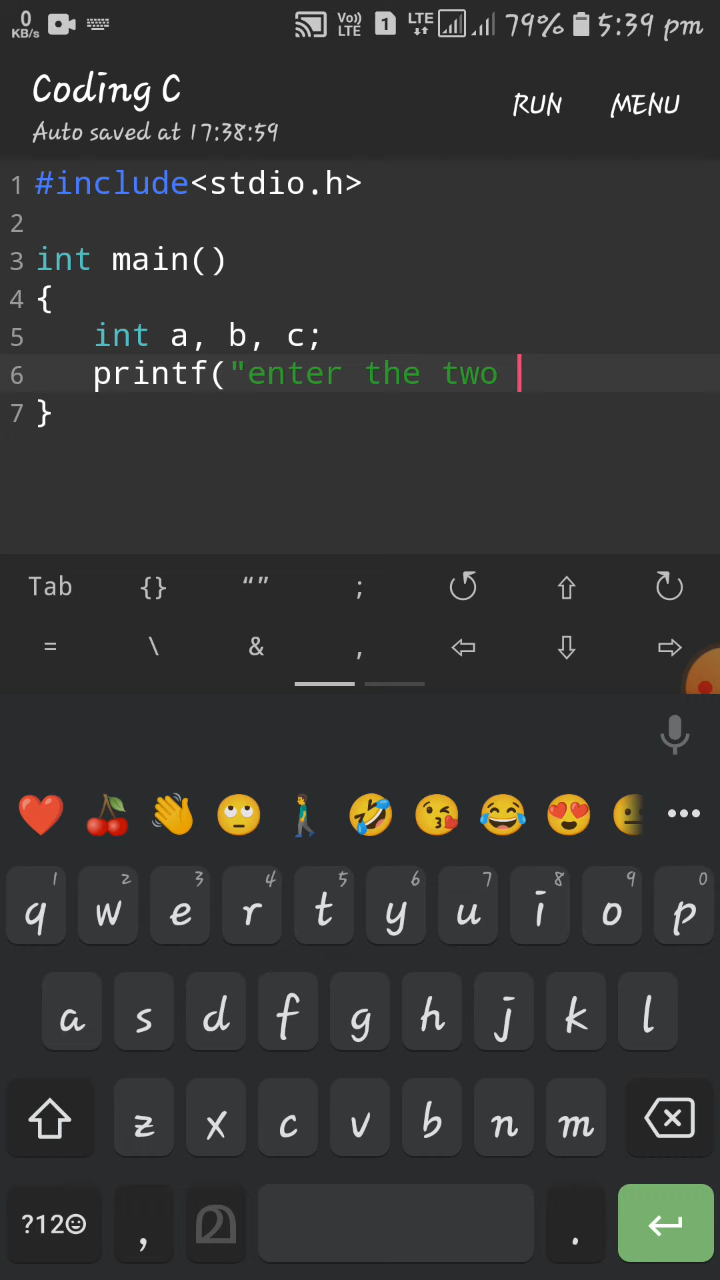 0
KB/s
Vo))
LTE
1
LTE
79%
5:39 pm
Coding C
Auto saved at 17:38:59
RUN
MENU
1 #include<stdio.h>
2
3 int main()
4 {
5 int a, b, c;
6 printf("enter the two
7 }
Tab {} “” ;
= \ & ,
1 2 3 4 5 6 7 8 9 0
q w e r t y u i o p
a s d f g h j k l
z x c v b n m
?12 , മ .